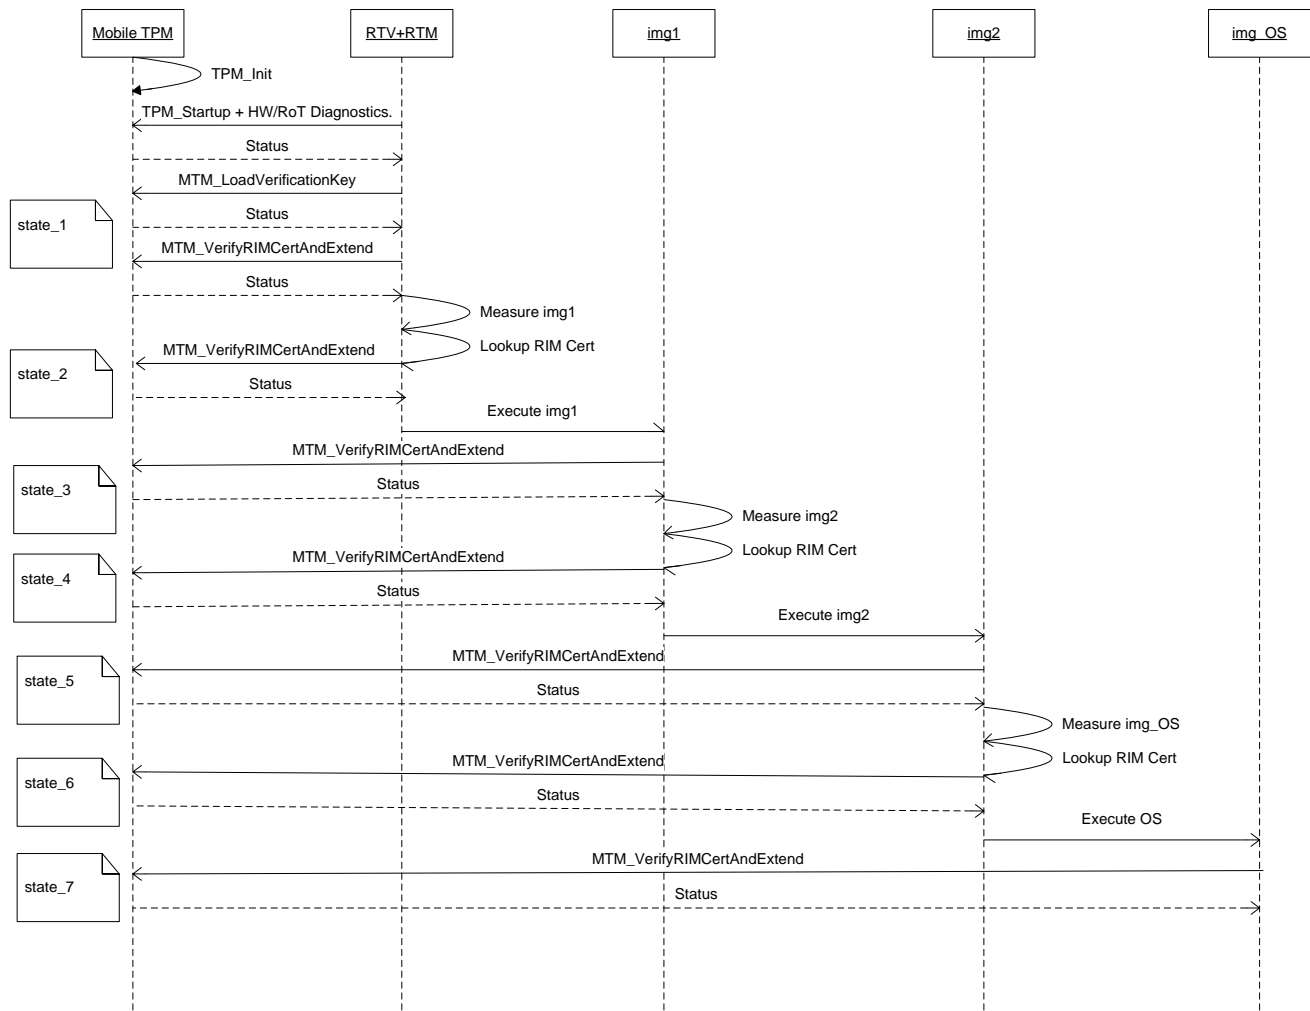 Mobile TPM
RTV+RTM
img1
img2
img_OS
TPM_Init
TPM_Startup + HW/RoT Diagnostics.
Status
MTM_LoadVerificationKey
state_1
Status
MTM_VerifyRIMCertAndExtend
Status
Measure img1
Lookup RIM Cert
MTM_VerifyRIMCertAndExtend
state_2
Status
Execute img1
MTM_VerifyRIMCertAndExtend
state_3
Status
Measure img2
Lookup RIM Cert
MTM_VerifyRIMCertAndExtend
state_4
Status
Execute img2
MTM_VerifyRIMCertAndExtend
state_5
Status
Measure img_OS
Lookup RIM Cert
MTM_VerifyRIMCertAndExtend
state_6
Status
Execute OS
MTM_VerifyRIMCertAndExtend
state_7
Status